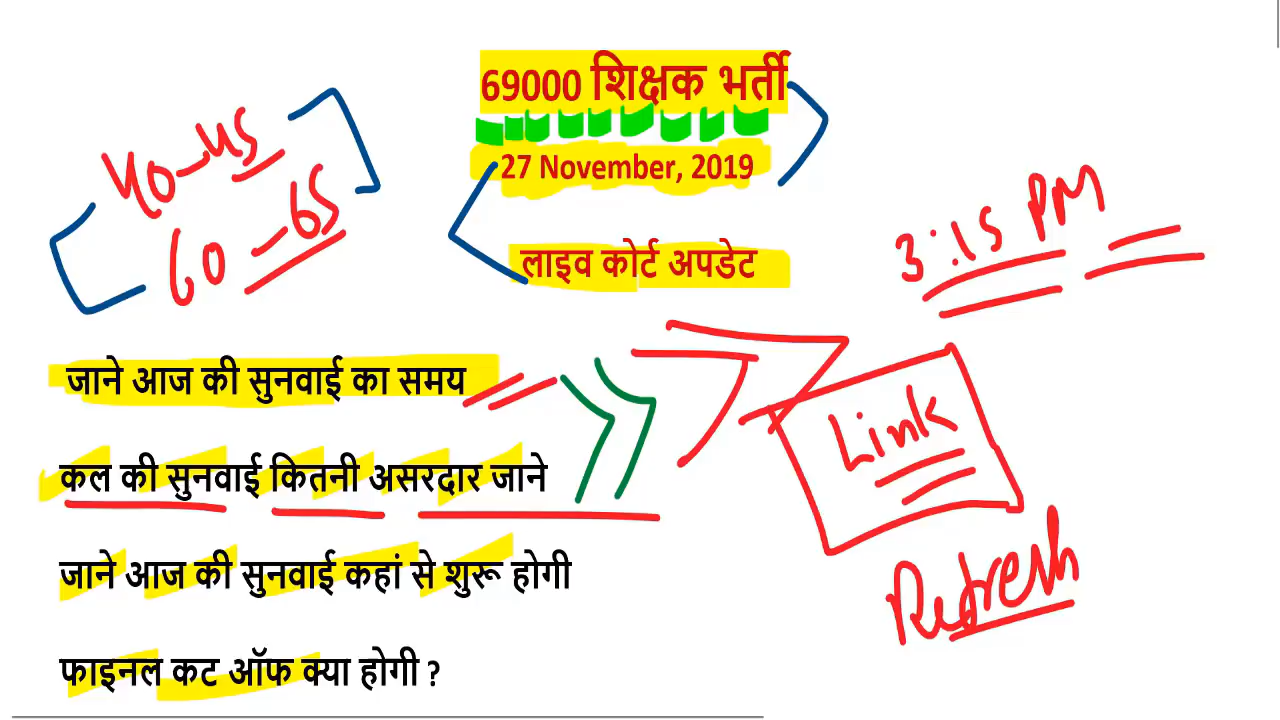 69000 शिक्षक भर्ती
27 November, 2019
लाइव कोर्ट अपडेट
40-45
60-65
3:15 PM
जाने आज की सुनवाई का समय
कल की सुनवाई कितनी असरदार जाने
Link
जाने आज की सुनवाई कहां से शुरू होगी
Refresh
फाइनल कट ऑफ क्या होगी ?